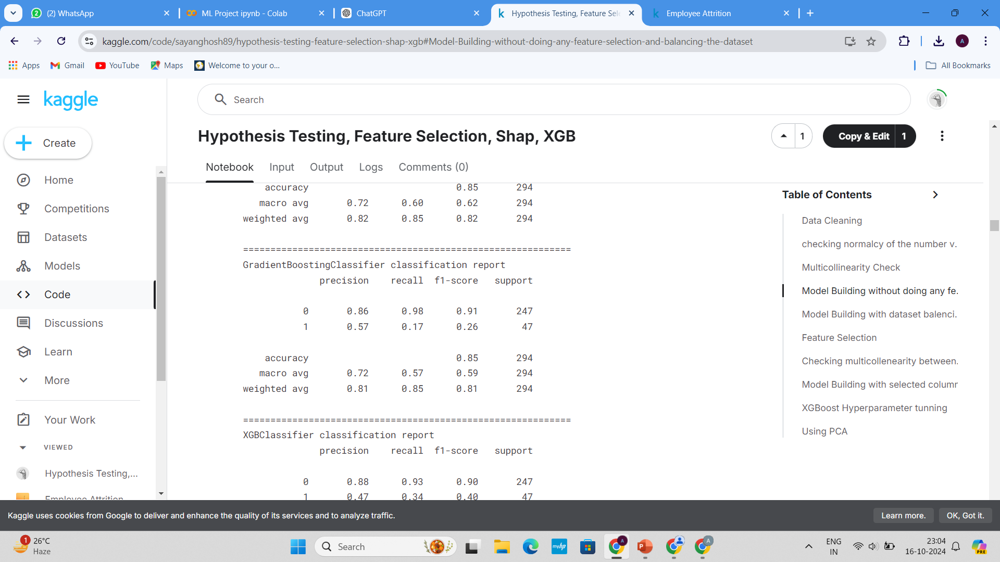 (2) WhatsApp
ML Project ipynb - Colab
ChatGPT
Hypothesis Testing, Feature Sele
Employee Attrition
kaggle.com/code/sayanghosh89/hypothesis-testing-feature-selection-shap-xgb#Model-Building-without-doing-any-feature-selection-and-balancing-the-dataset
A
Apps
Gmail
YouTube
Maps
Welcome to your o...
All Bookmarks
kaggle
Search
Create
Home
Competitions
Datasets
Models
Code
Discussions
Learn
More
Your Work
VIEWED
Hypothesis Testing,...
Employee Attrition
Hypothesis Testing, Feature Selection, Shap, XGB
1
Copy & Edit 1
Notebook Input Output Logs Comments (0)
accuracy 0.85 294
macro avg 0.72 0.60 0.62 294
weighted avg 0.82 0.85 0.82 294
============================================================
GradientBoostingClassifier classification report
precision recall f1-score support
0 0.86 0.98 0.91 247
1 0.57 0.17 0.26 47
accuracy 0.85 294
macro avg 0.72 0.57 0.59 294
weighted avg 0.81 0.85 0.81 294
============================================================
XGBClassifier classification report
precision recall f1-score support
0 0.88 0.93 0.90 247
1 0.47 0.34 0.40 47
Table of Contents
Data Cleaning
checking normalcy of the number v.
Multicollinearity Check
Model Building without doing any fe.
Model Building with dataset balenci.
Feature Selection
Checking multicollenearity between.
Model Building with selected columr
XGBoost Hyperparameter tunning
Using PCA
Kaggle uses cookies from Google to deliver and enhance the quality of its services and to analyze traffic.
Learn more.
OK, Got it.
1
26°C
Haze
Search
myhp
ENG
IN
23:04
16-10-2024
PRE